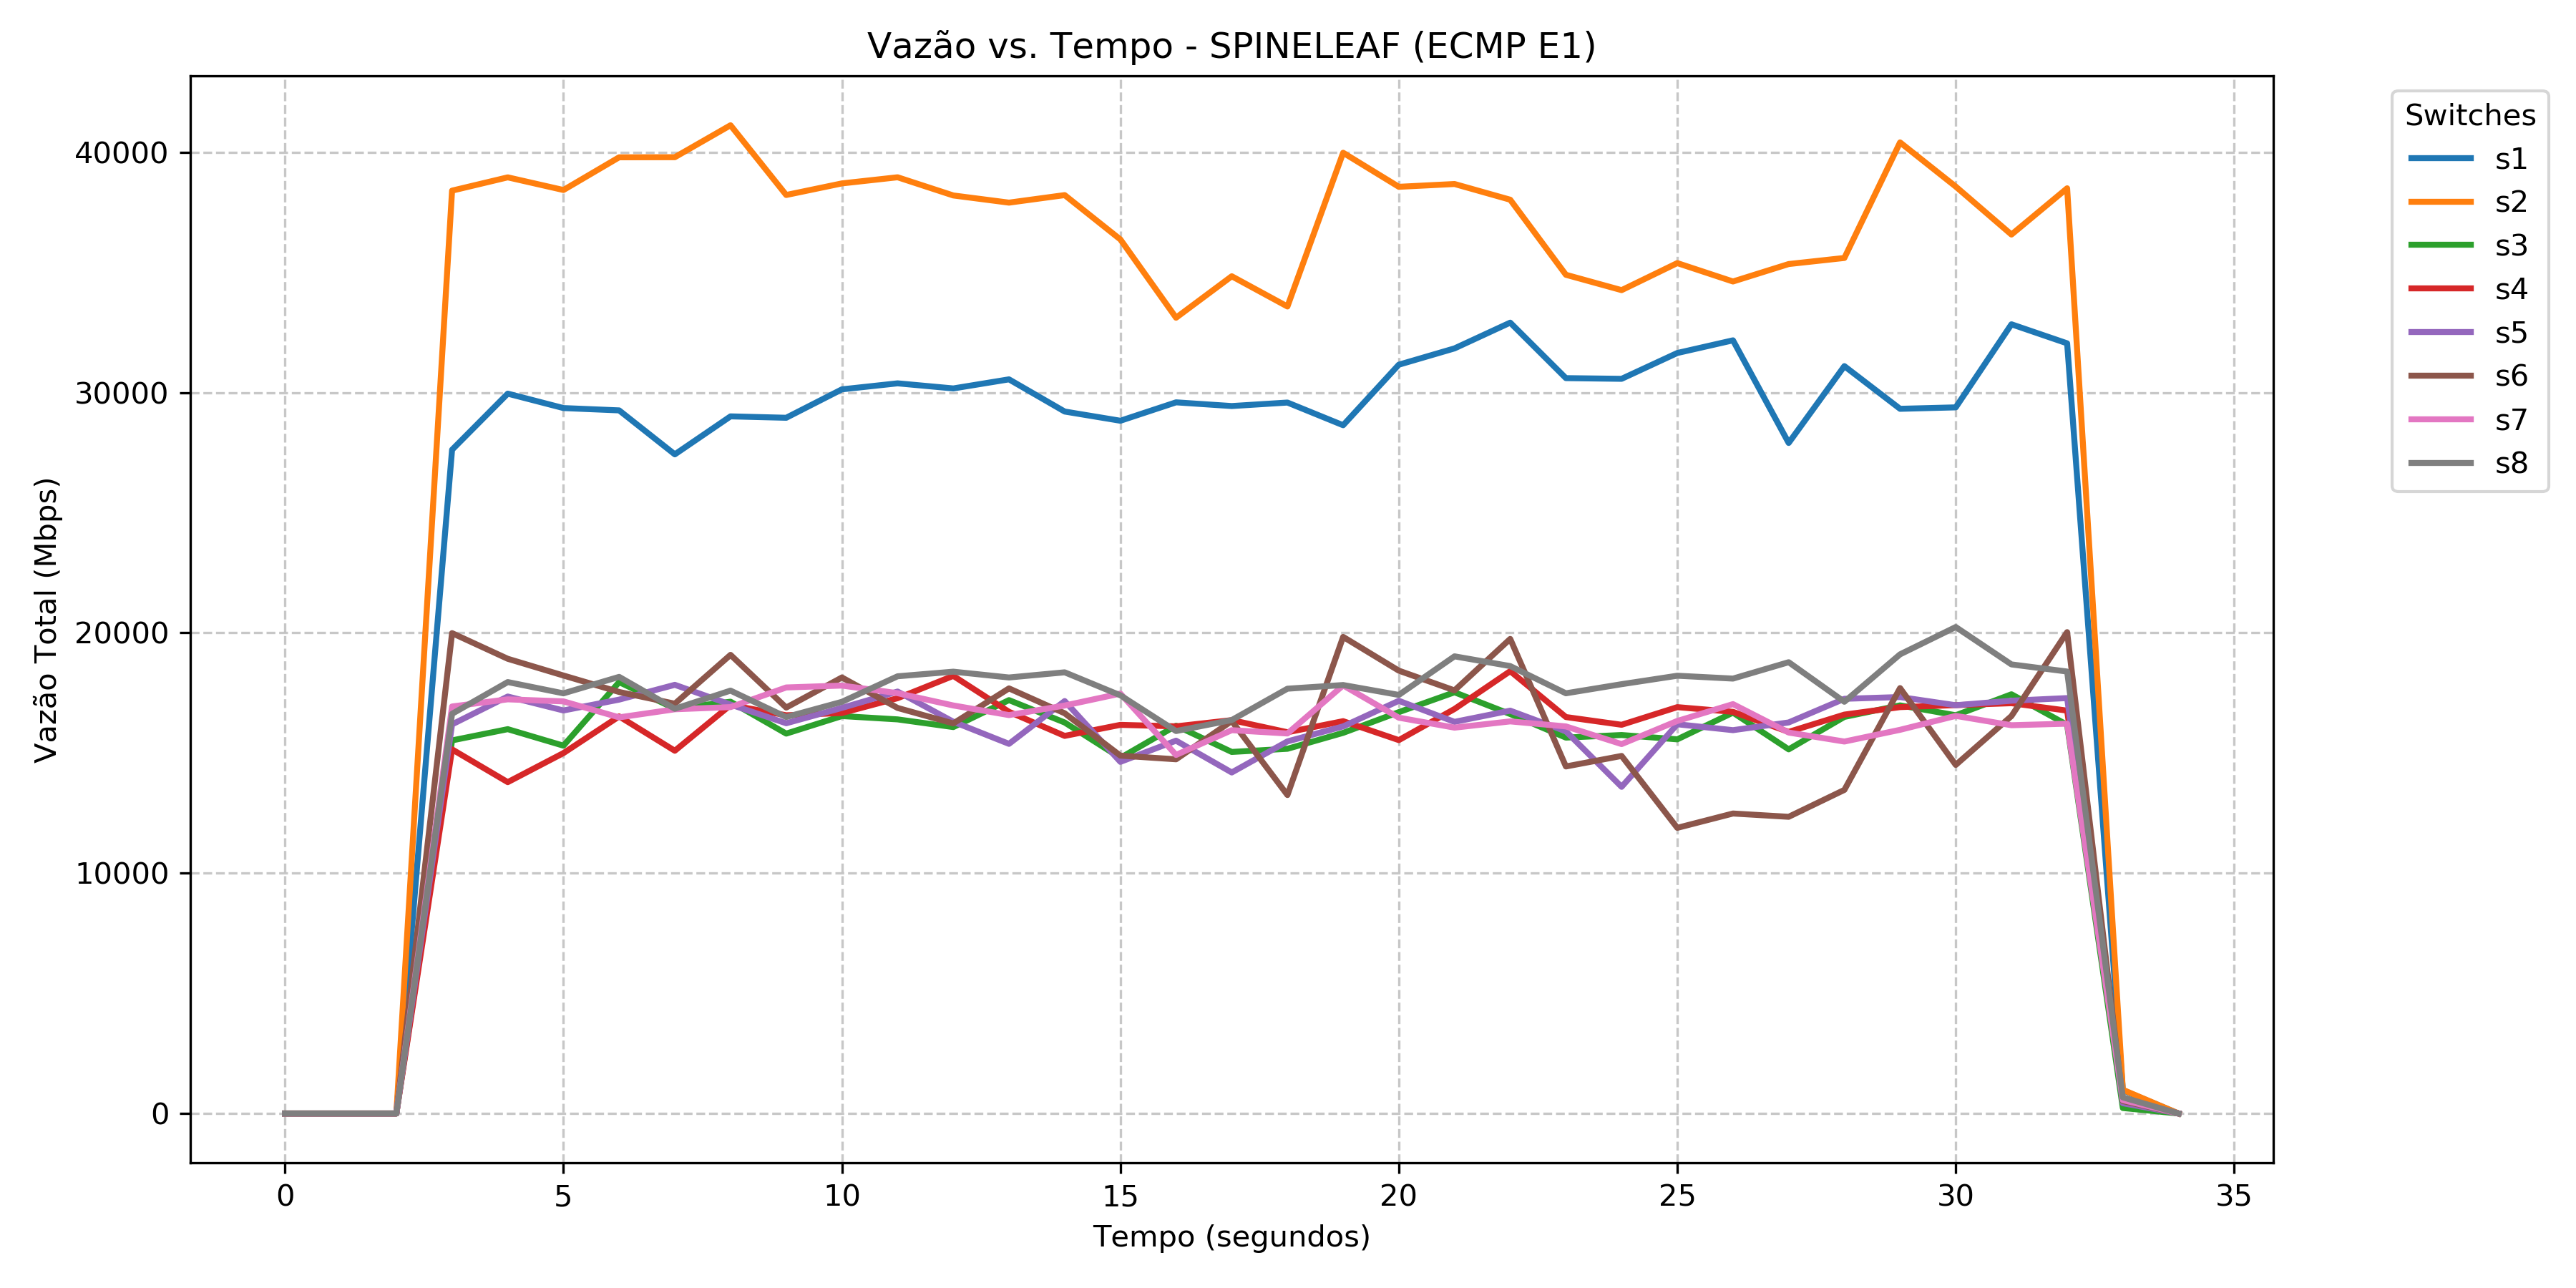 Vazão vs. Tempo - SPINELEAF (ECMP E1)
Vazão Total (Mbps)
40000
30000
20000
10000
0
0 5 10 15 20 25 30 35
Tempo (segundos)
Switches
s1
s2
s3
s4
s5
s6
s7
s8